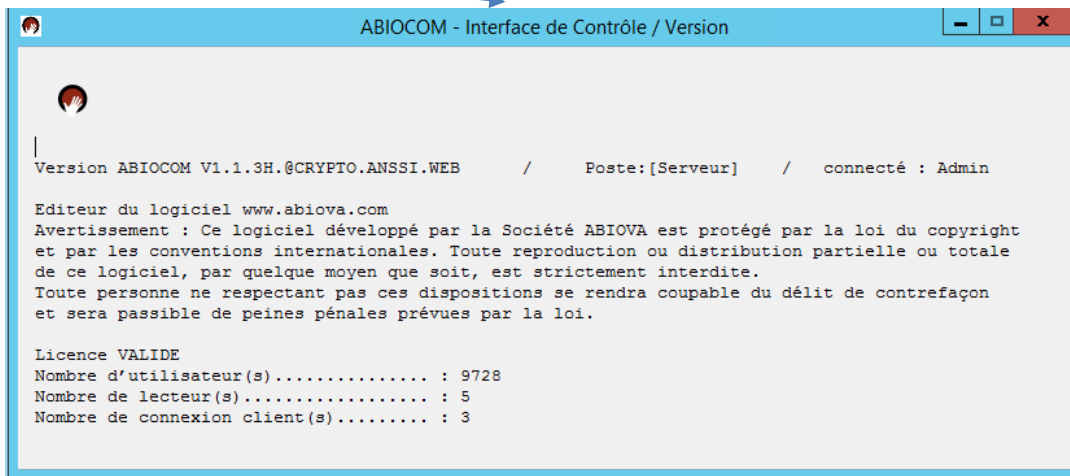 ABIOCOM - Interface de Contrôle / Version
Version ABIOCOM V1.1.3H.@CRYPTO.ANSSI.WEB / Poste:[Serveur] / connecté : Admin
Editeur du logiciel www.abiova.com
Avertissement : Ce logiciel développé par la Société ABIOVA est protégé par la loi du copyright
et par les conventions internationales. Toute reproduction ou distribution partielle ou totale
de ce logiciel, par quelque moyen que soit, est strictement interdite.
Toute personne ne respectant pas ces dispositions se rendra coupable du délit de contrefaçon
et sera passible de peines pénales prévues par la loi.
Licence VALIDE
Nombre d'utilisateur(s)............... : 9728
Nombre de lecteur(s).................. : 5
Nombre de connexion client(s)......... : 3